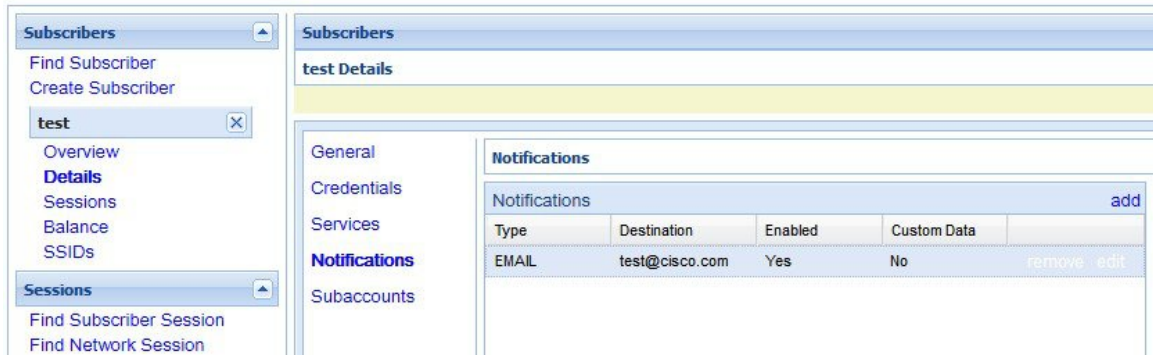 Subscribers
Find Subscriber
Create Subscriber
test
Overview
Details
Sessions
Balance
SSIDs
Sessions
Find Subscriber Session
Find Network Session
Subscribers
test Details
General
Credentials
Services
Notifications
Subaccounts
Notifications
Notifications add
Type Destination Enabled Custom Data
EMAIL test@cisco.com Yes No remove edit